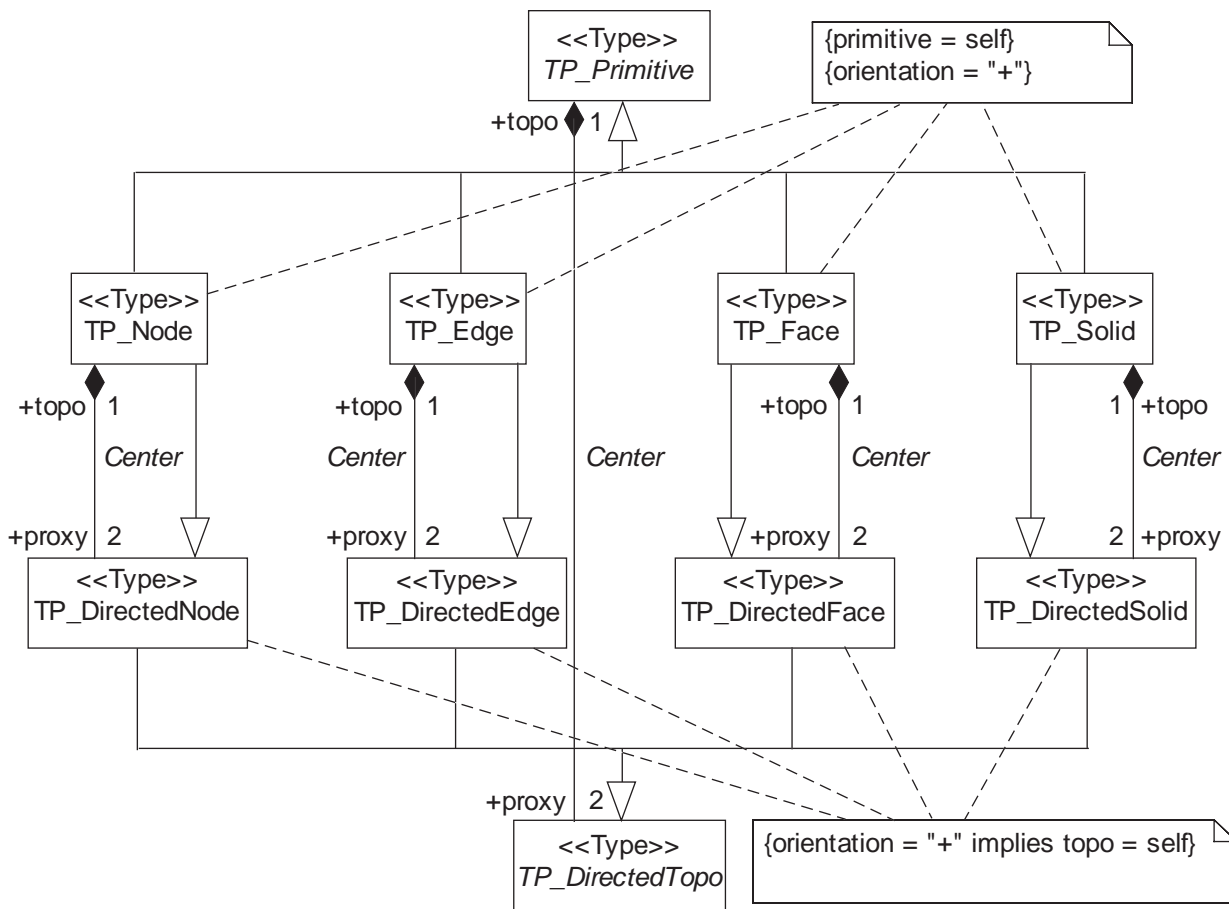 <<Type>>
TP_Primitive
{primitive = self}
{orientation = "+"}
+topo 1
<<Type>>
TP_Node
<<Type>>
TP_Edge
<<Type>>
TP_Face
<<Type>>
TP_Solid
+topo 1
+topo 1
+topo 1
1 +topo
Center
Center
Center
Center
Center
+proxy 2
+proxy 2
+proxy 2
2 +proxy
<<Type>>
TP_DirectedNode
<<Type>>
TP_DirectedEdge
<<Type>>
TP_DirectedFace
<<Type>>
TP_DirectedSolid
+proxy 2
<<Type>>
TP_DirectedTopo
{orientation = "+" implies topo = self}